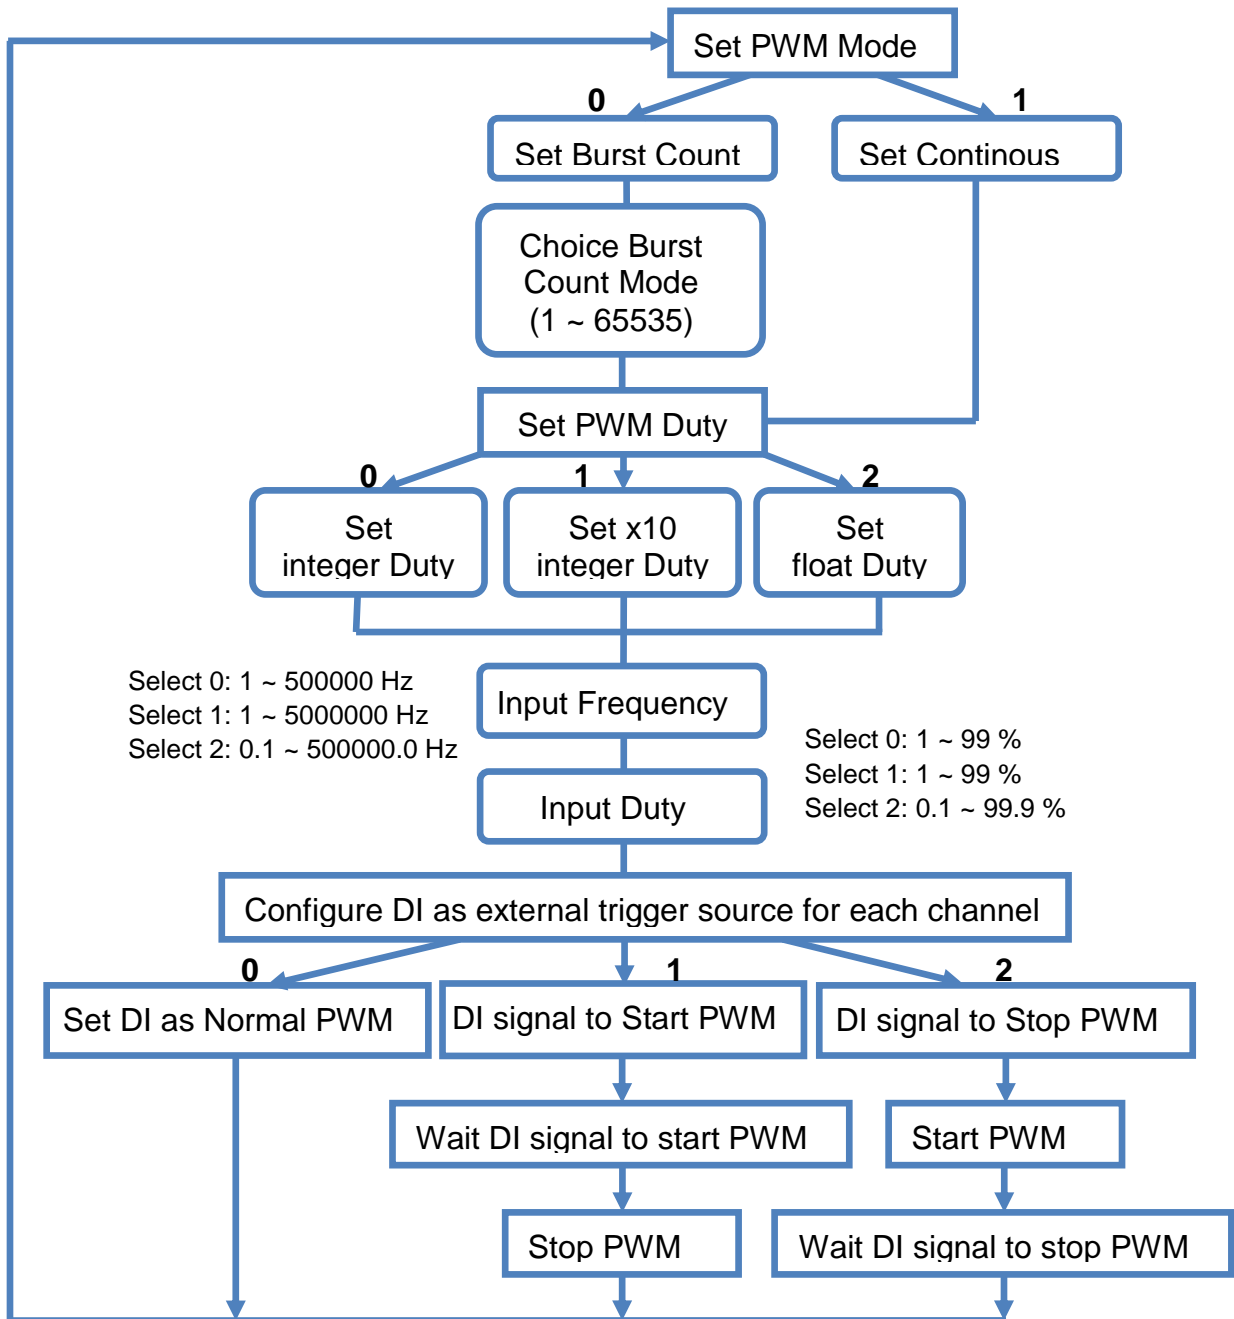 Set PWM Mode
0
1
Set Burst Count
Set Continous
Choice Burst
Count Mode
(1 ~ 65535)
Set PWM Duty
0
1
2
Set
integer Duty
Set x10
integer Duty
Set
float Duty
Select 0: 1 ~ 500000 Hz
Select 1: 1 ~ 5000000 Hz
Select 2: 0.1 ~ 500000.0 Hz
Input Frequency
Select 0: 1 ~ 99 %
Select 1: 1 ~ 99 %
Select 2: 0.1 ~ 99.9 %
Input Duty
Configure DI as external trigger source for each channel
0
1
2
Set DI as Normal PWM
DI signal to Start PWM
DI signal to Stop PWM
Wait DI signal to start PWM
Start PWM
Stop PWM
Wait DI signal to stop PWM